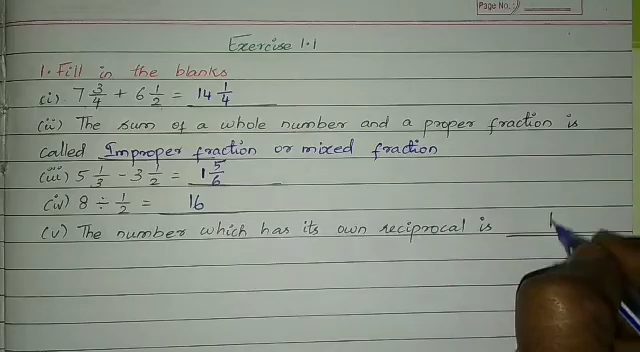 Page No.:
Exercise 1.1
1. Fill in the blanks
(i) 7 3/4 + 6 1/2 = 14 1/4
(ii) The sum of a whole number and a proper fraction is
called Improper fraction or mixed fraction
(iii) 5 1/3 - 3 1/2 = 1 5/6
(iv) 8 ÷ 1/2 = 16
(v) The number which has its own reciprocal is 1